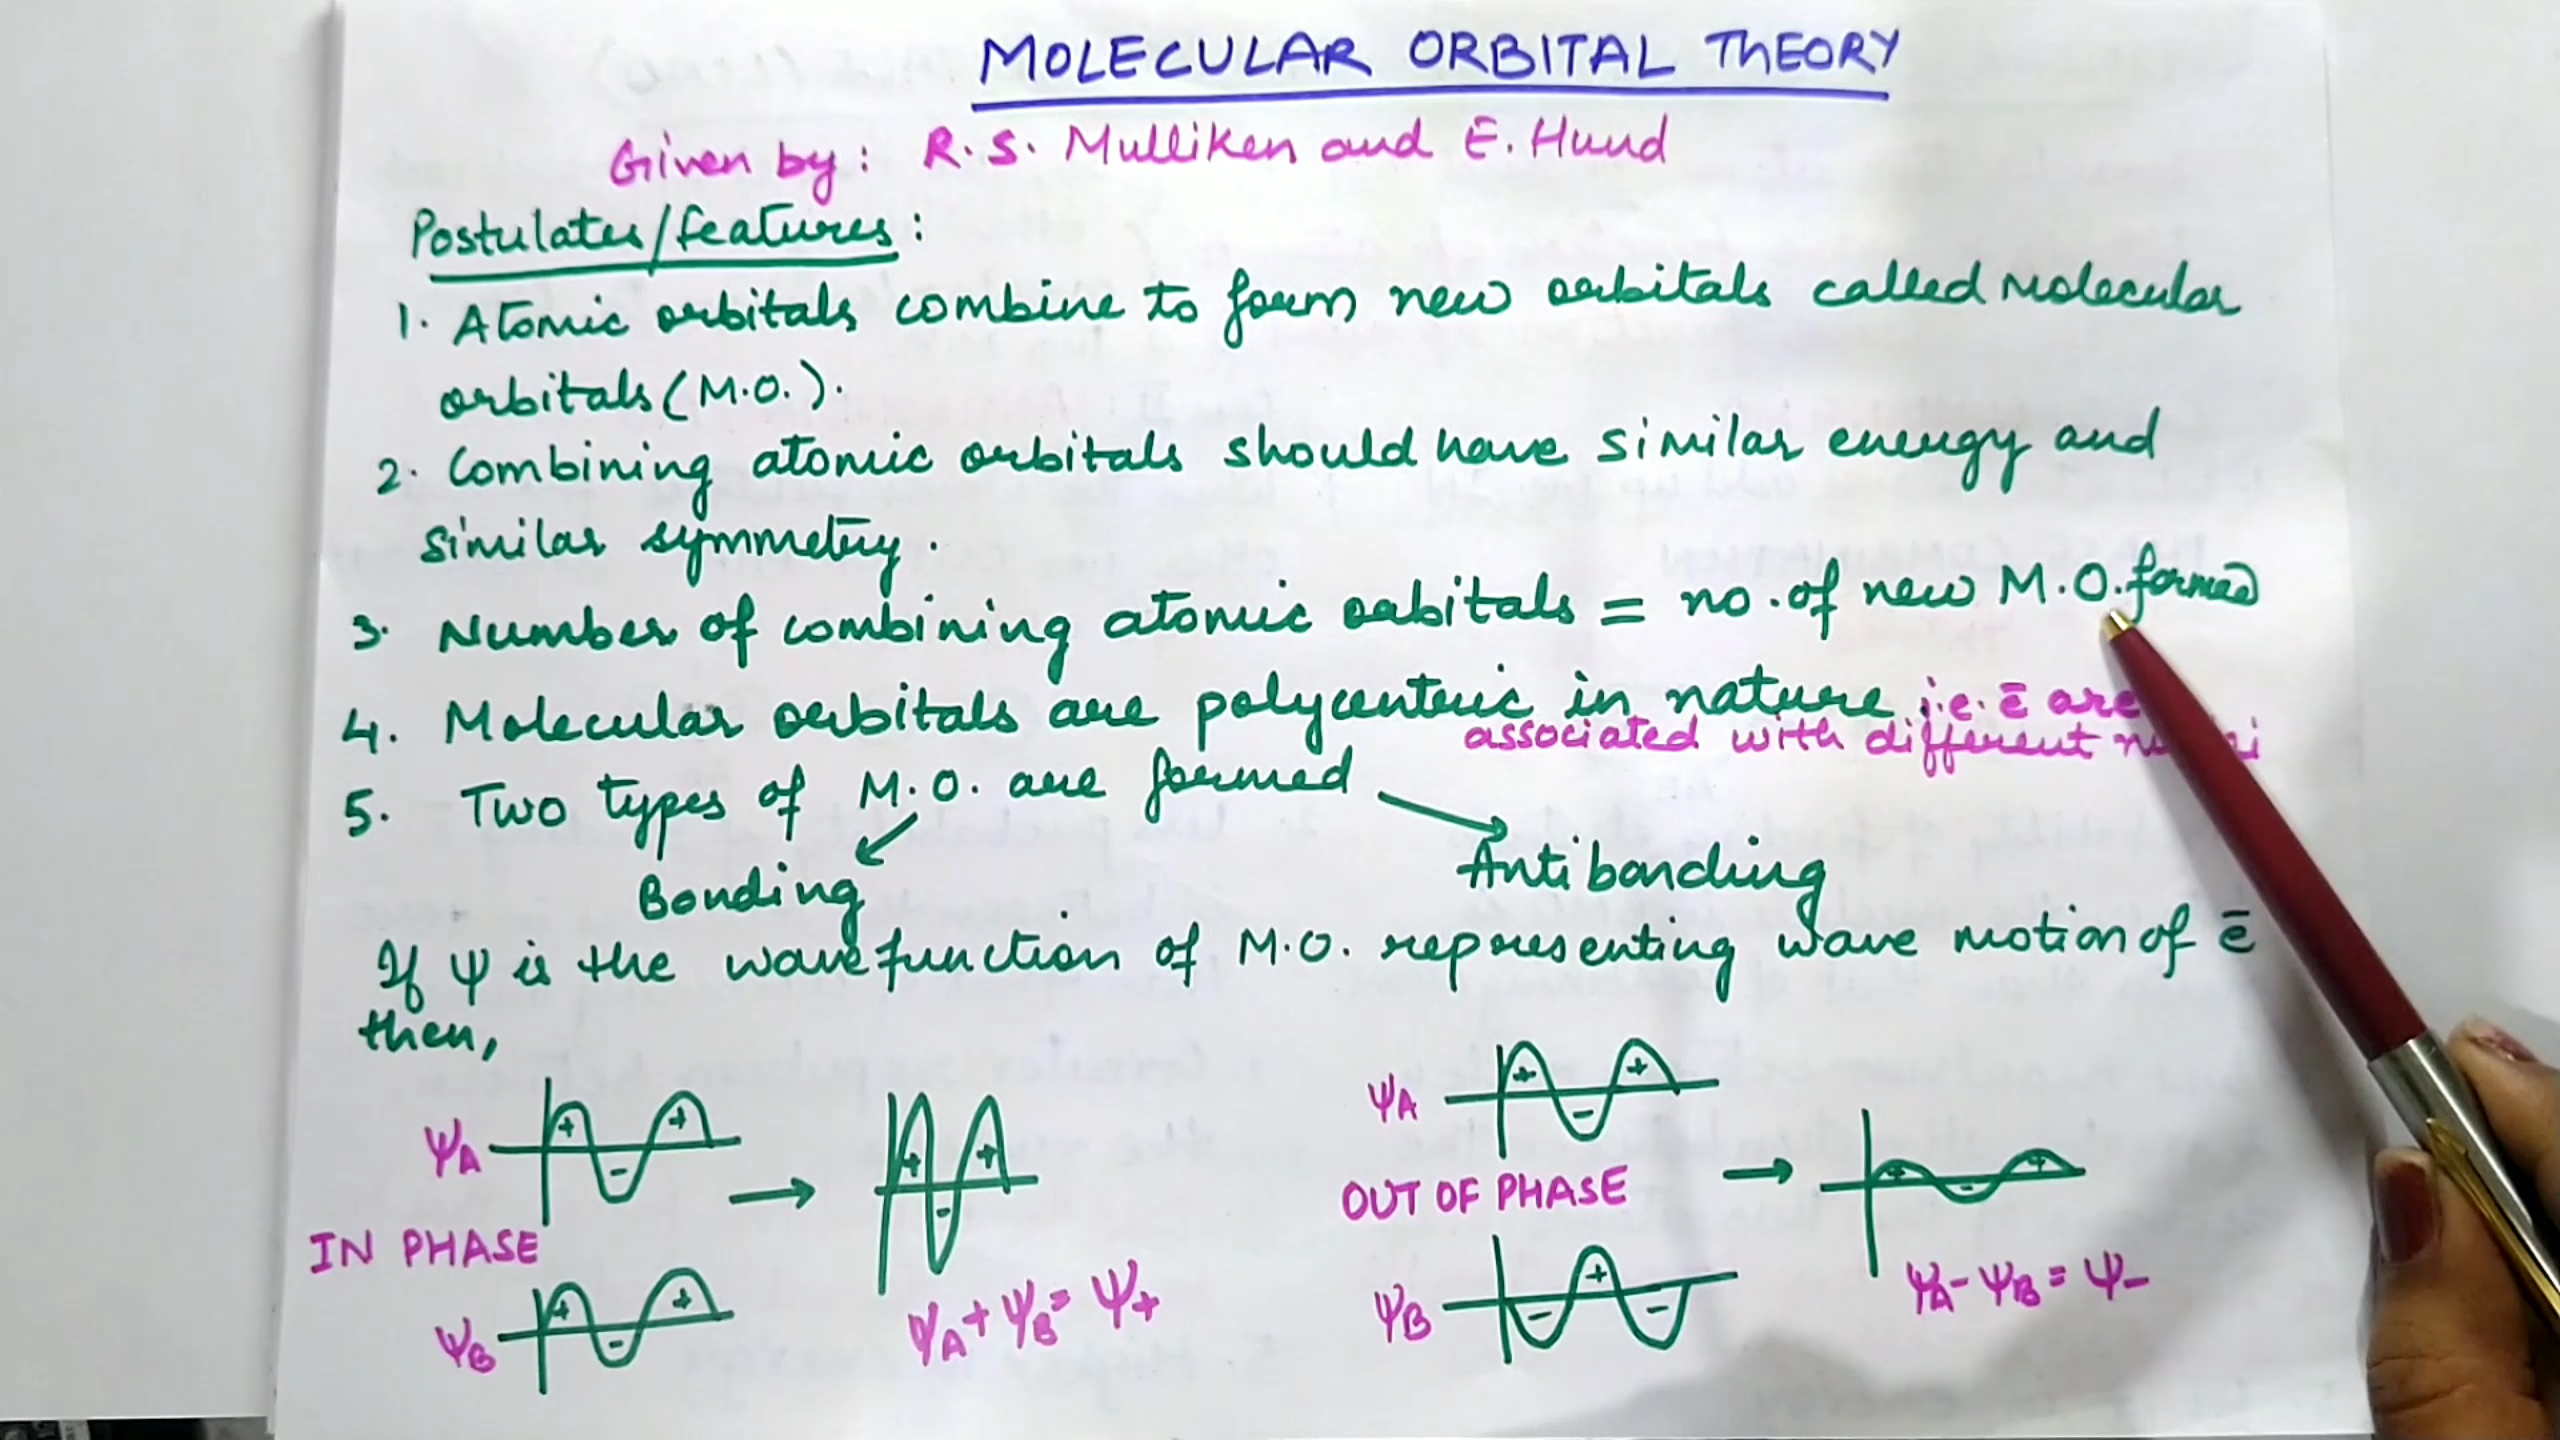 MOLECULAR ORBITAL THEORY
Given by: R.S. Mulliken and E. Hund
Postulates/features:
1. Atomic orbitals combine to form new orbitals called Molecular
orbitals (M.O.).
2. Combining atomic orbitals should have similar energy and
similar symmetry.
3. Number of combining atomic orbitals = no. of new M.O. formed
4. Molecular orbitals are polycentric in nature i.e. ē are
associated with different
5. Two types of M.O. are formed
Bonding
Antibonding
If ψ is the wave function of M.O. representing wave motion of ē
then,
ψA + - +
IN PHASE
ψB + - +
+ - +
ψA + ψB = ψ+
ψA + - +
OUT OF PHASE
ψB - + -
+ - +
ψA - ψB = ψ-